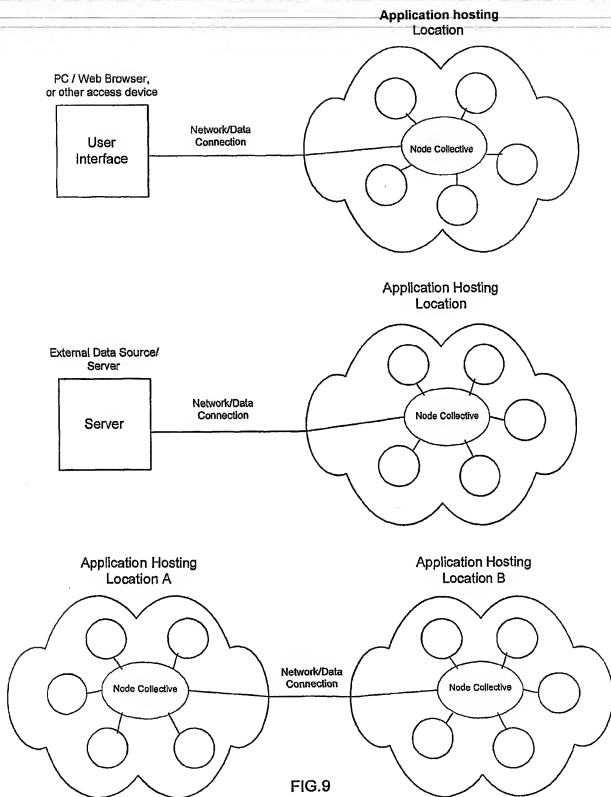 Application hosting
Location
PC / Web Browser,
or other access device
User
Interface
Network/Data
Connection
Node Collective
Application Hosting
Location
External Data Source/
Server
Server
Network/Data
Connection
Node Collective
Application Hosting
Location A
Application Hosting
Location B
Node Collective
Network/Data
Connection
Node Collective
FIG.9